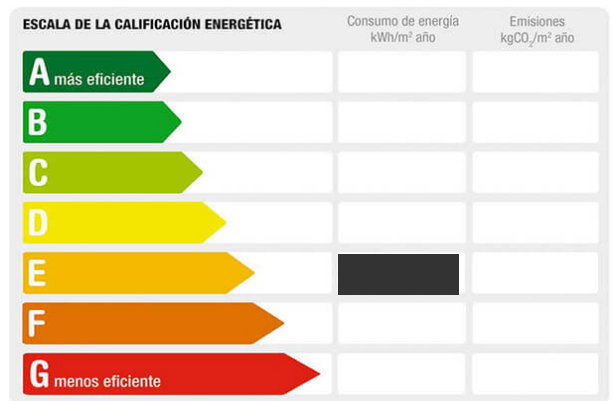 ESCALA DE LA CALIFICACIÓN ENERGÉTICA
Consumo de energía
kWh/m² año
Emisiones
kgCO₂/m² año
A más eficiente
B
C
D
E
F
G menos eficiente